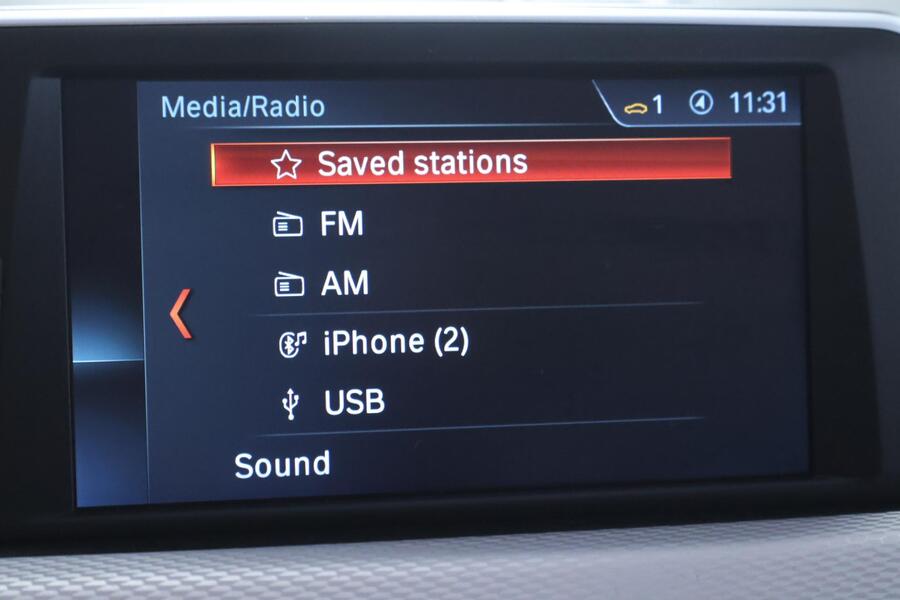 Media/Radio
1 11:31
Saved stations
FM
AM
iPhone (2)
USB
Sound